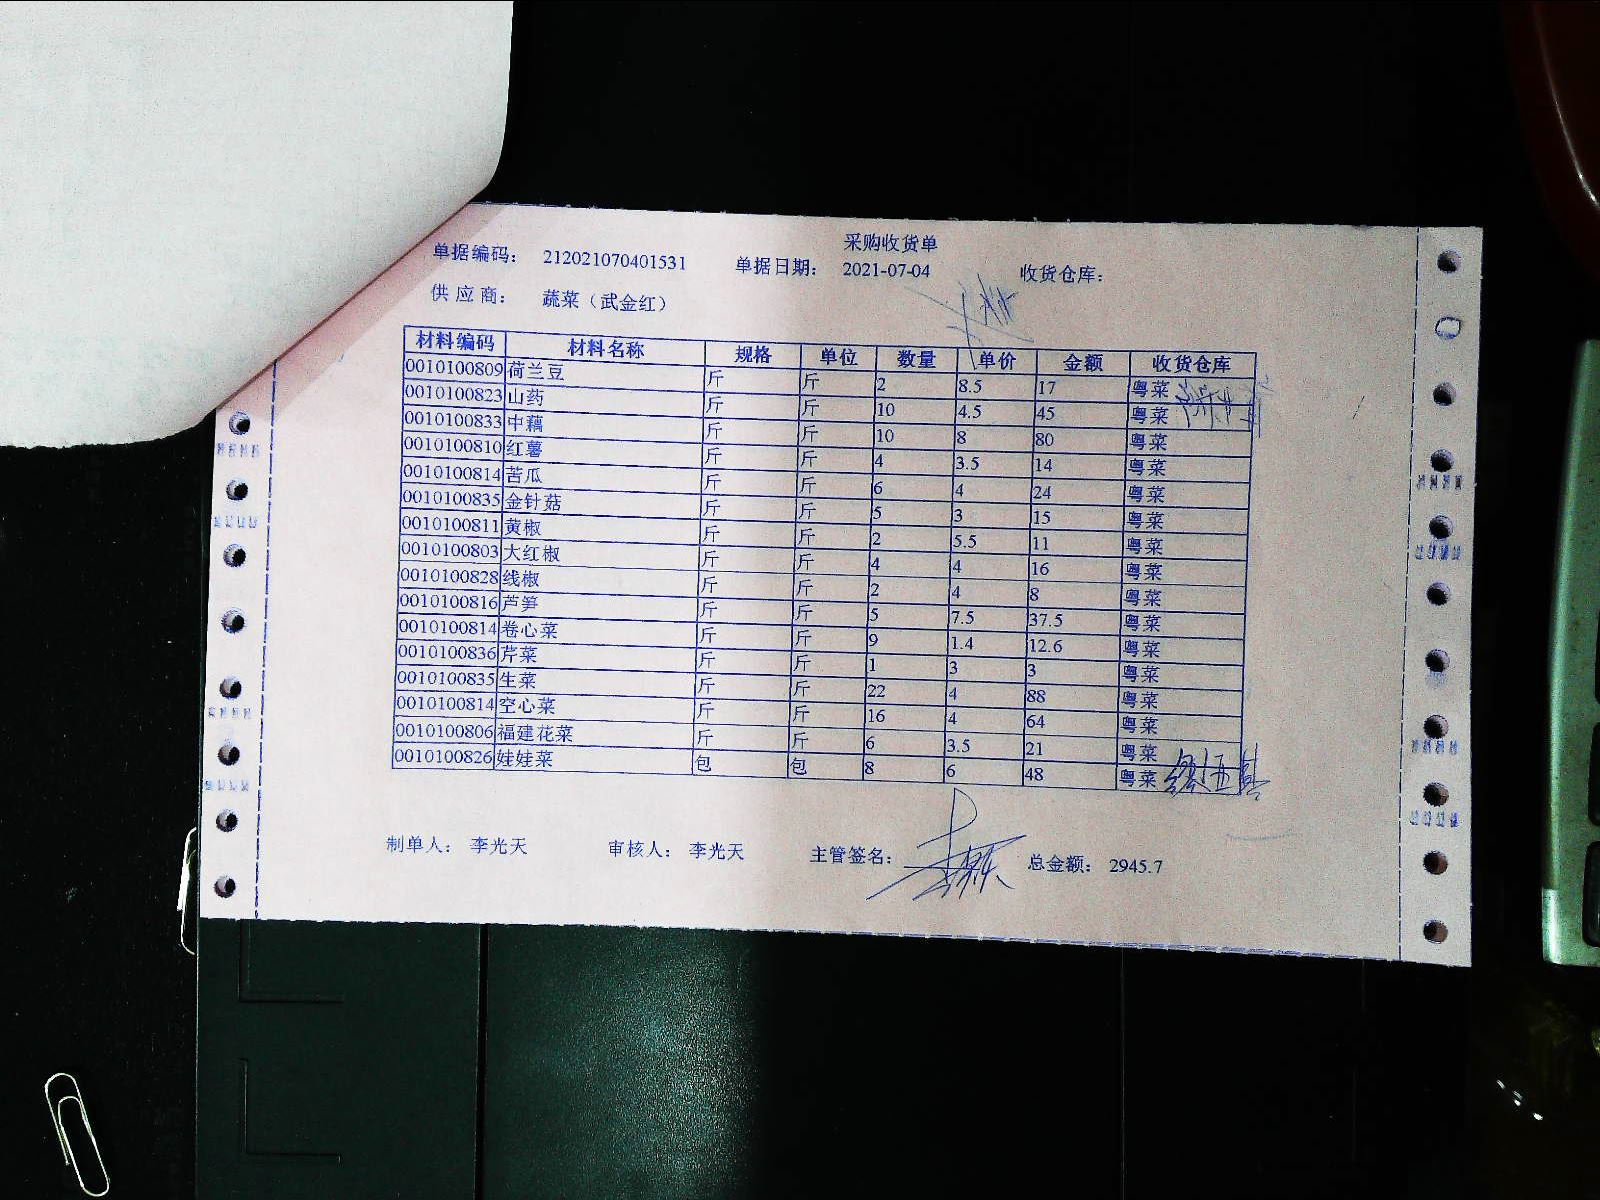 采购收货单
单据编码： 212021070401531 单据日期： 2021-07-04 收货仓库：
供 应 商： 蔬菜（武金红）
材料编码 材料名称 规格 单位 数量 单价 金额 收货仓库
0010100809 荷兰豆 斤 斤 2 8.5 17 粤菜
0010100823 山药 斤 斤 10 4.5 45 粤菜
0010100833 中藕 斤 斤 10 8 80 粤菜
0010100810 红薯 斤 斤 4 3.5 14 粤菜
0010100814 苦瓜 斤 斤 6 4 24 粤菜
0010100835 金针菇 斤 斤 5 3 15 粤菜
0010100811 黄椒 斤 斤 2 5.5 11 粤菜
0010100803 大红椒 斤 斤 4 4 16 粤菜
0010100828 线椒 斤 斤 2 4 8 粤菜
0010100816 芦笋 斤 斤 5 7.5 37.5 粤菜
0010100814 卷心菜 斤 斤 9 1.4 12.6 粤菜
0010100836 芹菜 斤 斤 1 3 3 粤菜
0010100835 生菜 斤 斤 22 4 88 粤菜
0010100814 空心菜 斤 斤 16 4 64 粤菜
0010100806 福建花菜 斤 斤 6 3.5 21 粤菜
0010100826 娃娃菜 包 包 8 6 48 粤菜
制单人： 李光天 审核人： 李光天 主管签名： 总金额： 2945.7